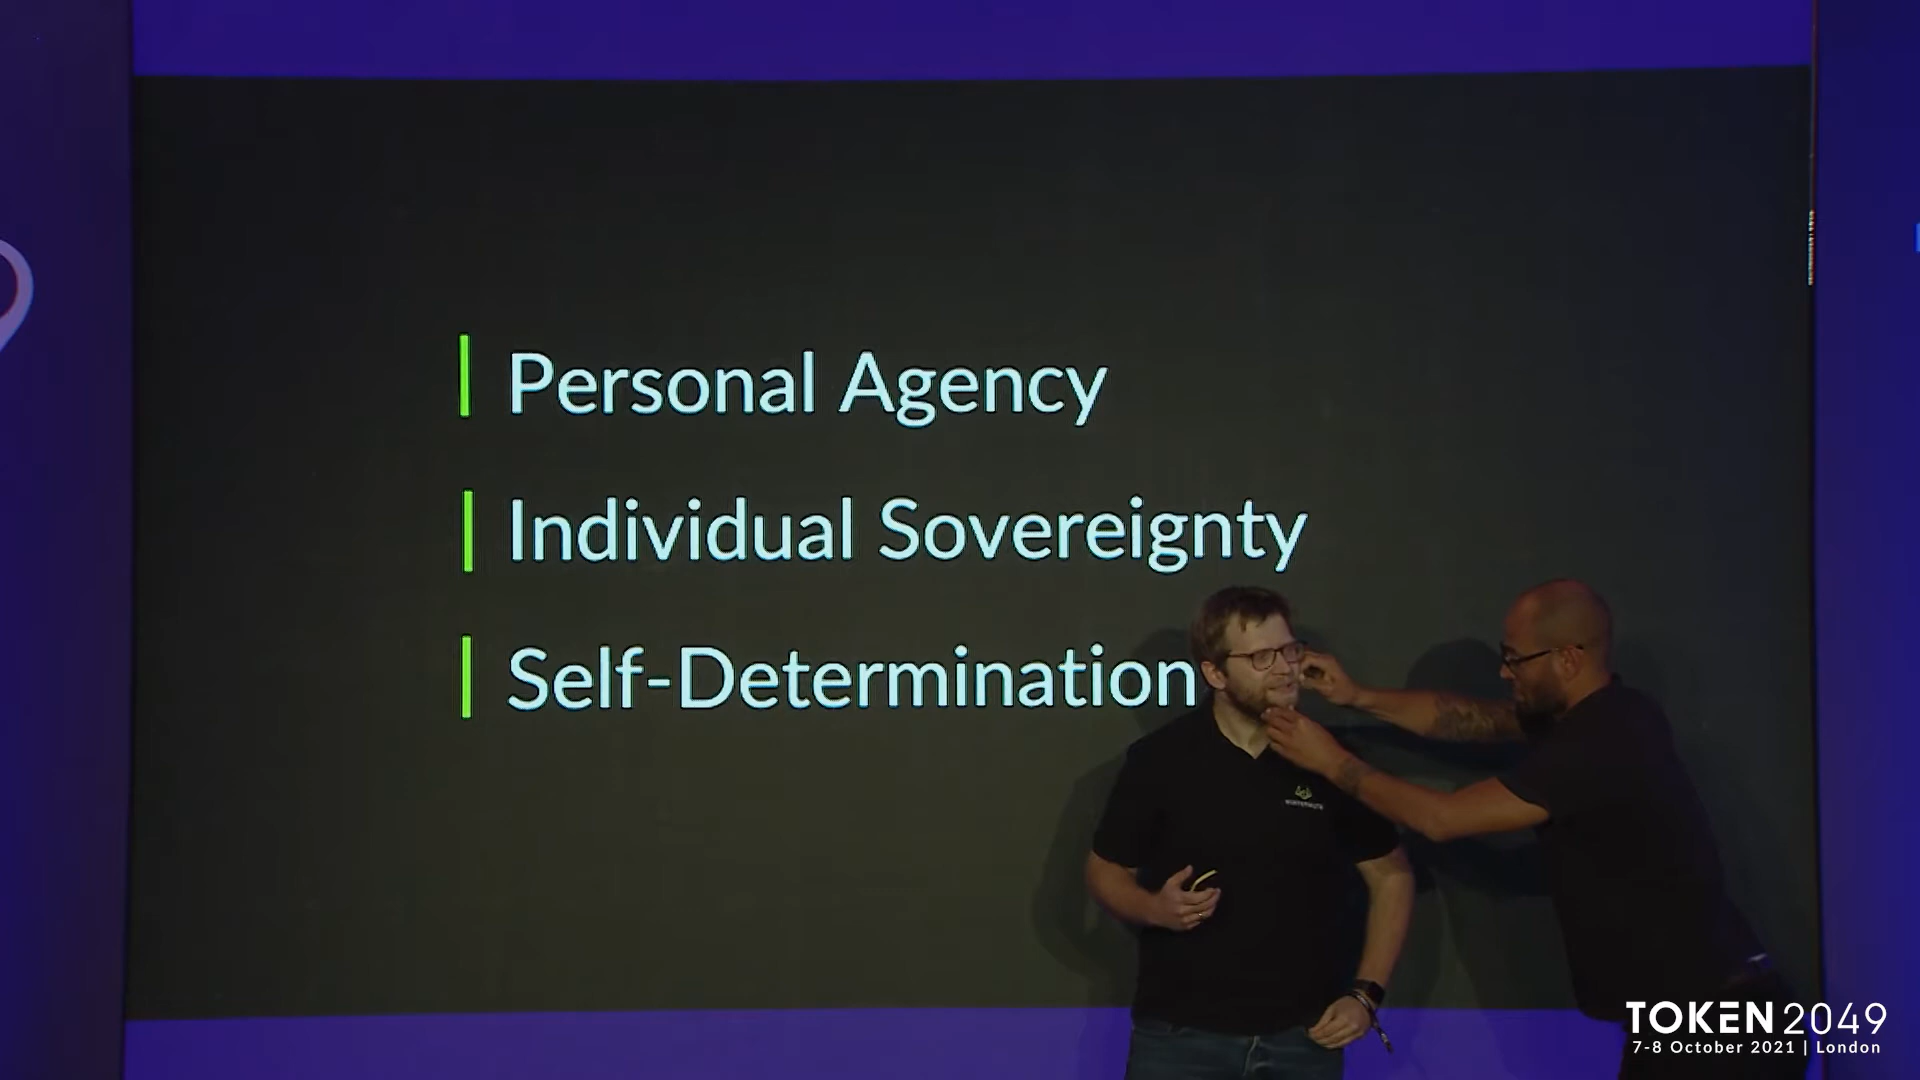 Personal Agency
Individual Sovereignty
Self-Determination
TOKEN2049
7-8 October 2021 | London